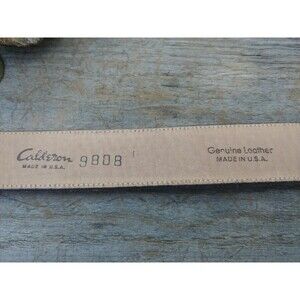 Calderon
MADE IN U.S.A.
9808
Genuine Leather
MADE IN U.S.A.